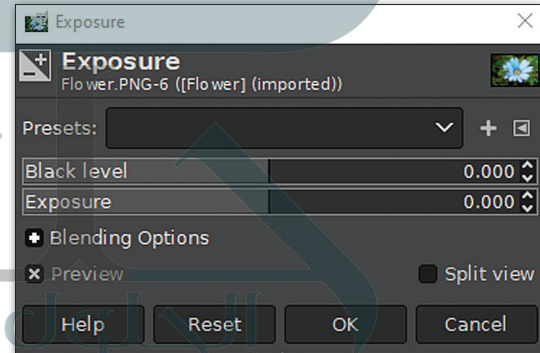 Exposure
Exposure
Flower.PNG-6 ([Flower] (imported))
Presets:
Black level 0.000
Exposure 0.000
Blending Options
Preview Split view
Help Reset OK Cancel
الحلول